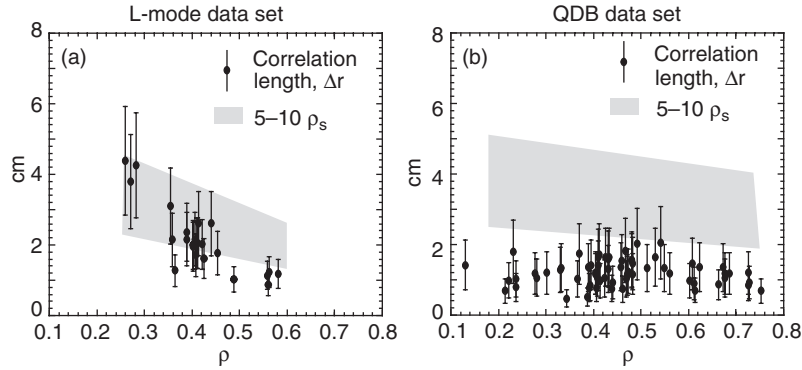 L-mode data set
(a)
Correlation
length, Δr
5–10 ρs
cm
8
6
4
2
0
0.1 0.2 0.3 0.4 0.5 0.6 0.7 0.8
ρ
QDB data set
(b)
Correlation
length, Δr
5–10 ρs
cm
8
6
4
2
0
0.1 0.2 0.3 0.4 0.5 0.6 0.7 0.8
ρ